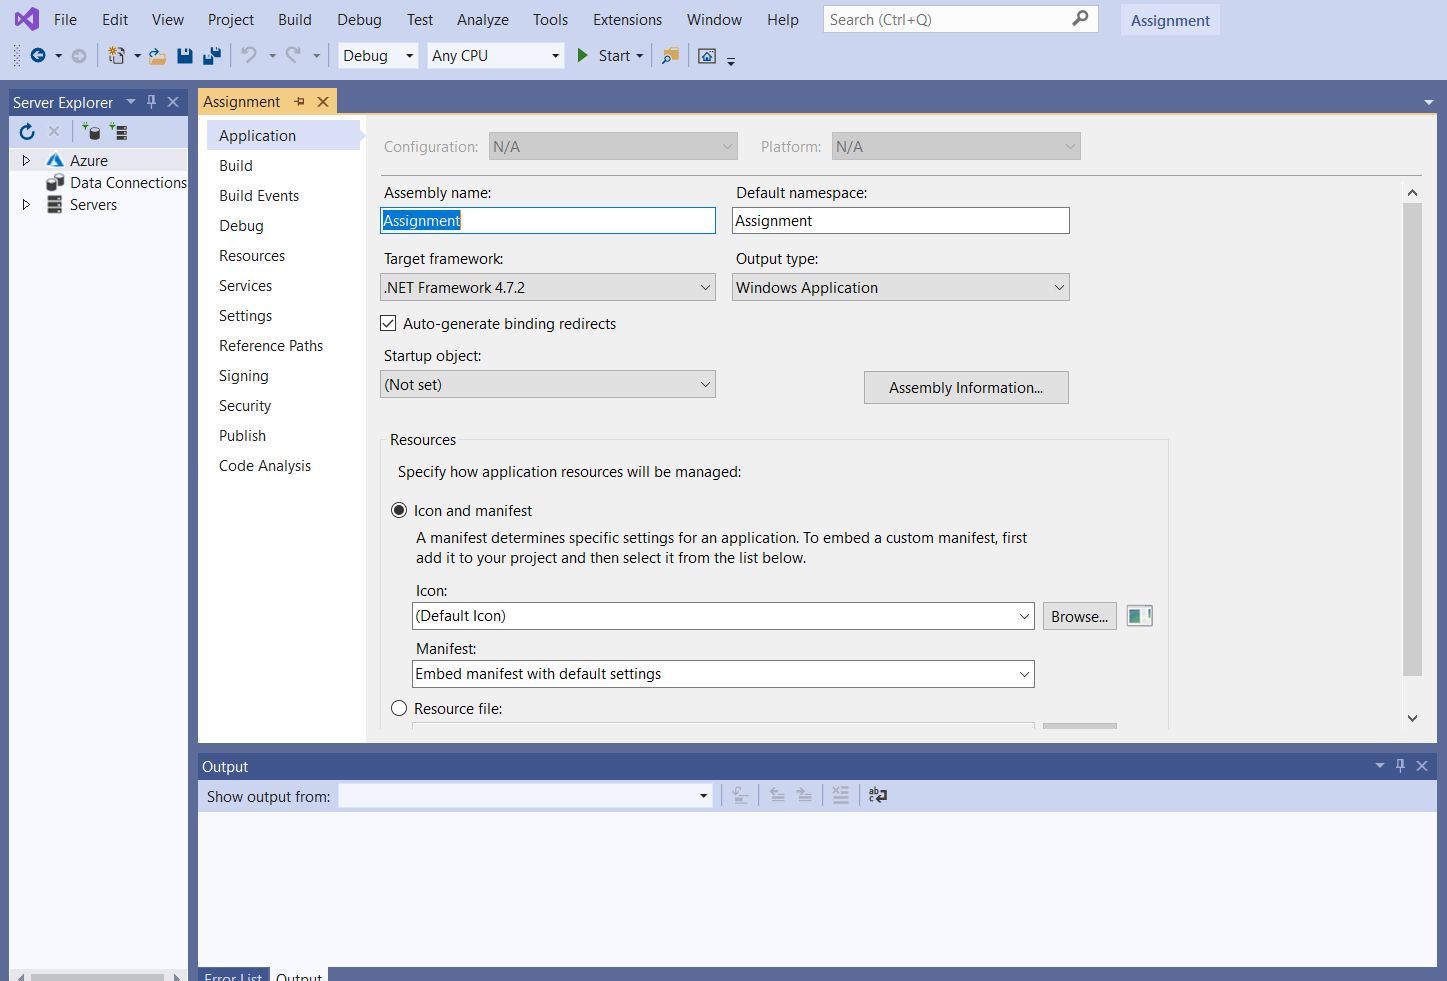 File Edit View Project Build Debug Test Analyze Tools Extensions Window Help Search (Ctrl+Q) Assignment
Debug Any CPU Start
Server Explorer
Azure
Data Connections
Servers
Assignment
Application
Build
Build Events
Debug
Resources
Services
Settings
Reference Paths
Signing
Security
Publish
Code Analysis
Configuration: N/A Platform: N/A
Assembly name: Default namespace:
Assignment Assignment
Target framework: Output type:
.NET Framework 4.7.2 Windows Application
Auto-generate binding redirects
Startup object:
(Not set) Assembly Information...
Resources
Specify how application resources will be managed:
Icon and manifest
A manifest determines specific settings for an application. To embed a custom manifest, first
add it to your project and then select it from the list below.
Icon:
(Default Icon) Browse...
Manifest:
Embed manifest with default settings
Resource file:
Output
Show output from:
Error List Output